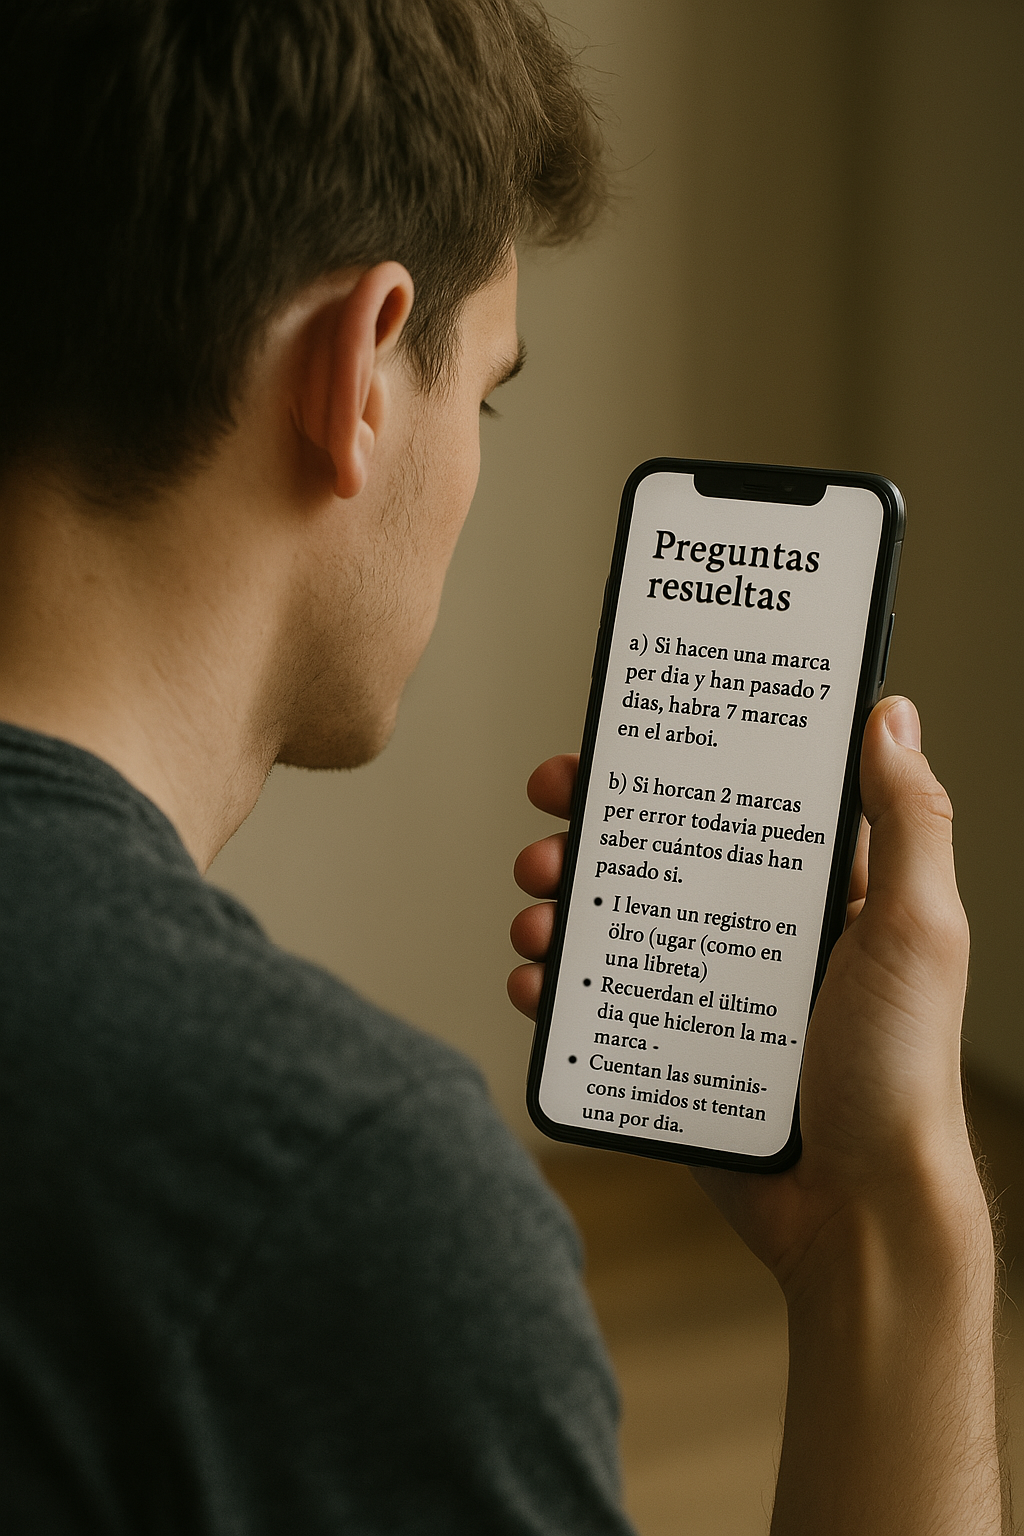 Preguntas
resueltas
a) Si hacen una marca
per dia y han pasado 7
dias, habra 7 marcas
en el arboi.
b) Si horcan 2 marcas
per error todavia pueden
saber cuántos dias han
pasado si.
• I levan un registro en
ölro (ugar (como en
una libreta)
• Recuerdan el ültimo
dia que hicleron la ma-
marca -
• Cuentan las suminis-
cons imidos st tentan
una por dia.